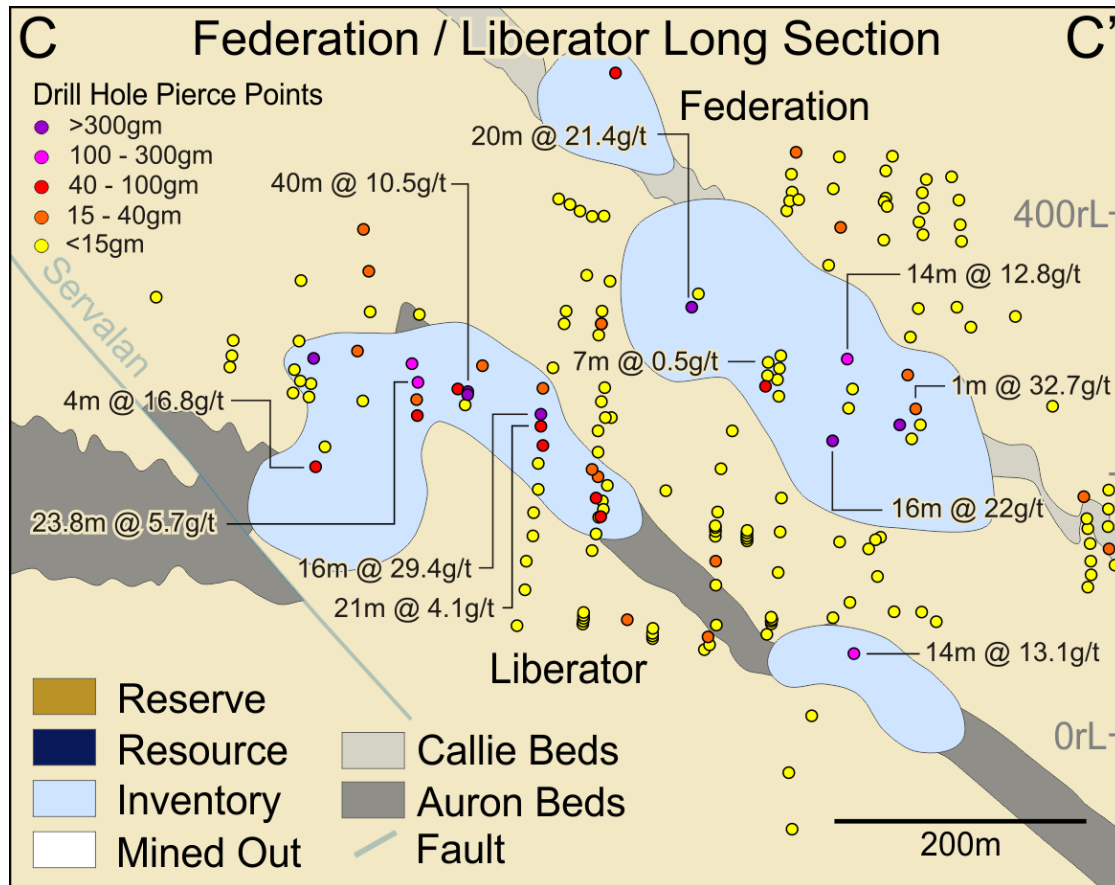 C
Federation / Liberator Long Section
C'
Drill Hole Pierce Points
>300gm
100 - 300gm
40 - 100gm
15 - 40gm
<15gm
Federation
20m @ 21.4g/t
40m @ 10.5g/t
400rL
14m @ 12.8g/t
Servalan
7m @ 0.5g/t
1m @ 32.7g/t
4m @ 16.8g/t
23.8m @ 5.7g/t
16m @ 22g/t
16m @ 29.4g/t
21m @ 4.1g/t
Liberator
14m @ 13.1g/t
0rL
Reserve
Resource
Inventory
Mined Out
Callie Beds
Auron Beds
Fault
200m